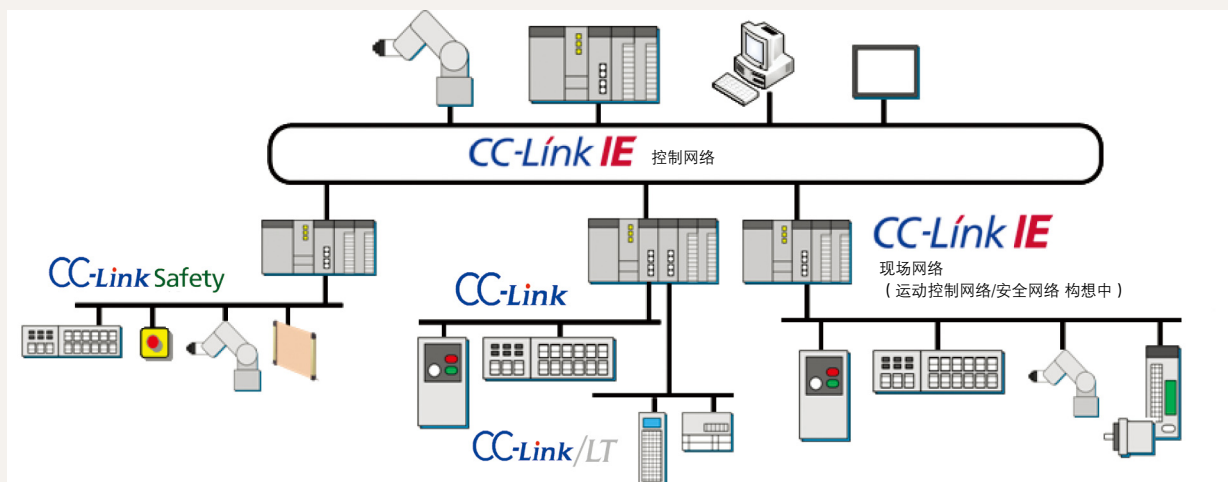 CC-Link IE 控制网络
CC-Link IE
现场网络
( 运动控制网络/安全网络 构想中 )
CC-Link Safety
CC-Link
CC-Link/LT